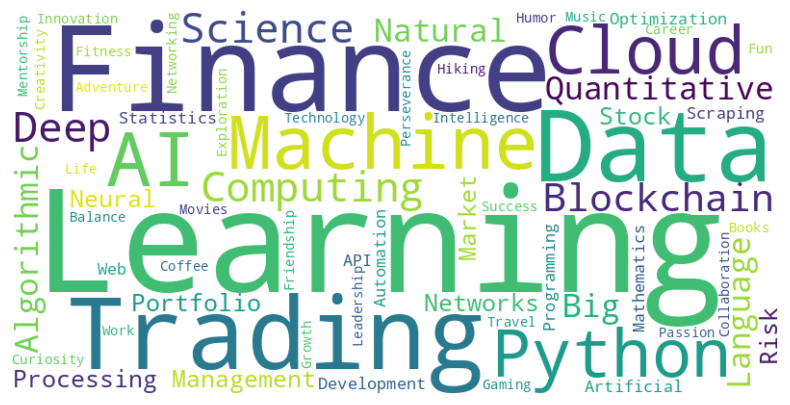 Innovation
Mentorship
Creativity
Fitness
Adventure
Networking
Finance
Science
Natural
Humor
Music
Optimization
Career
Fun
Cloud
Hiking
Perseverance
Quantitative
Deep
Statistics
Exploration
Technology
Intelligence
Stock
Scraping
AI
Machine
Data
Life
Algorithmic
Neural
Computing
Market
Success
Blockchain
Balance
Movies
Learning
Books
Web
Coffee
Friendship
API
Automation
Programming
Mathematics
Collaboration
Language
Portfolio
Networks
Big
Trading
Work
Growth
Leadership
Travel
Passion
Risk
Python
Curiosity
Processing
Management
Development
Gaming
Artificial